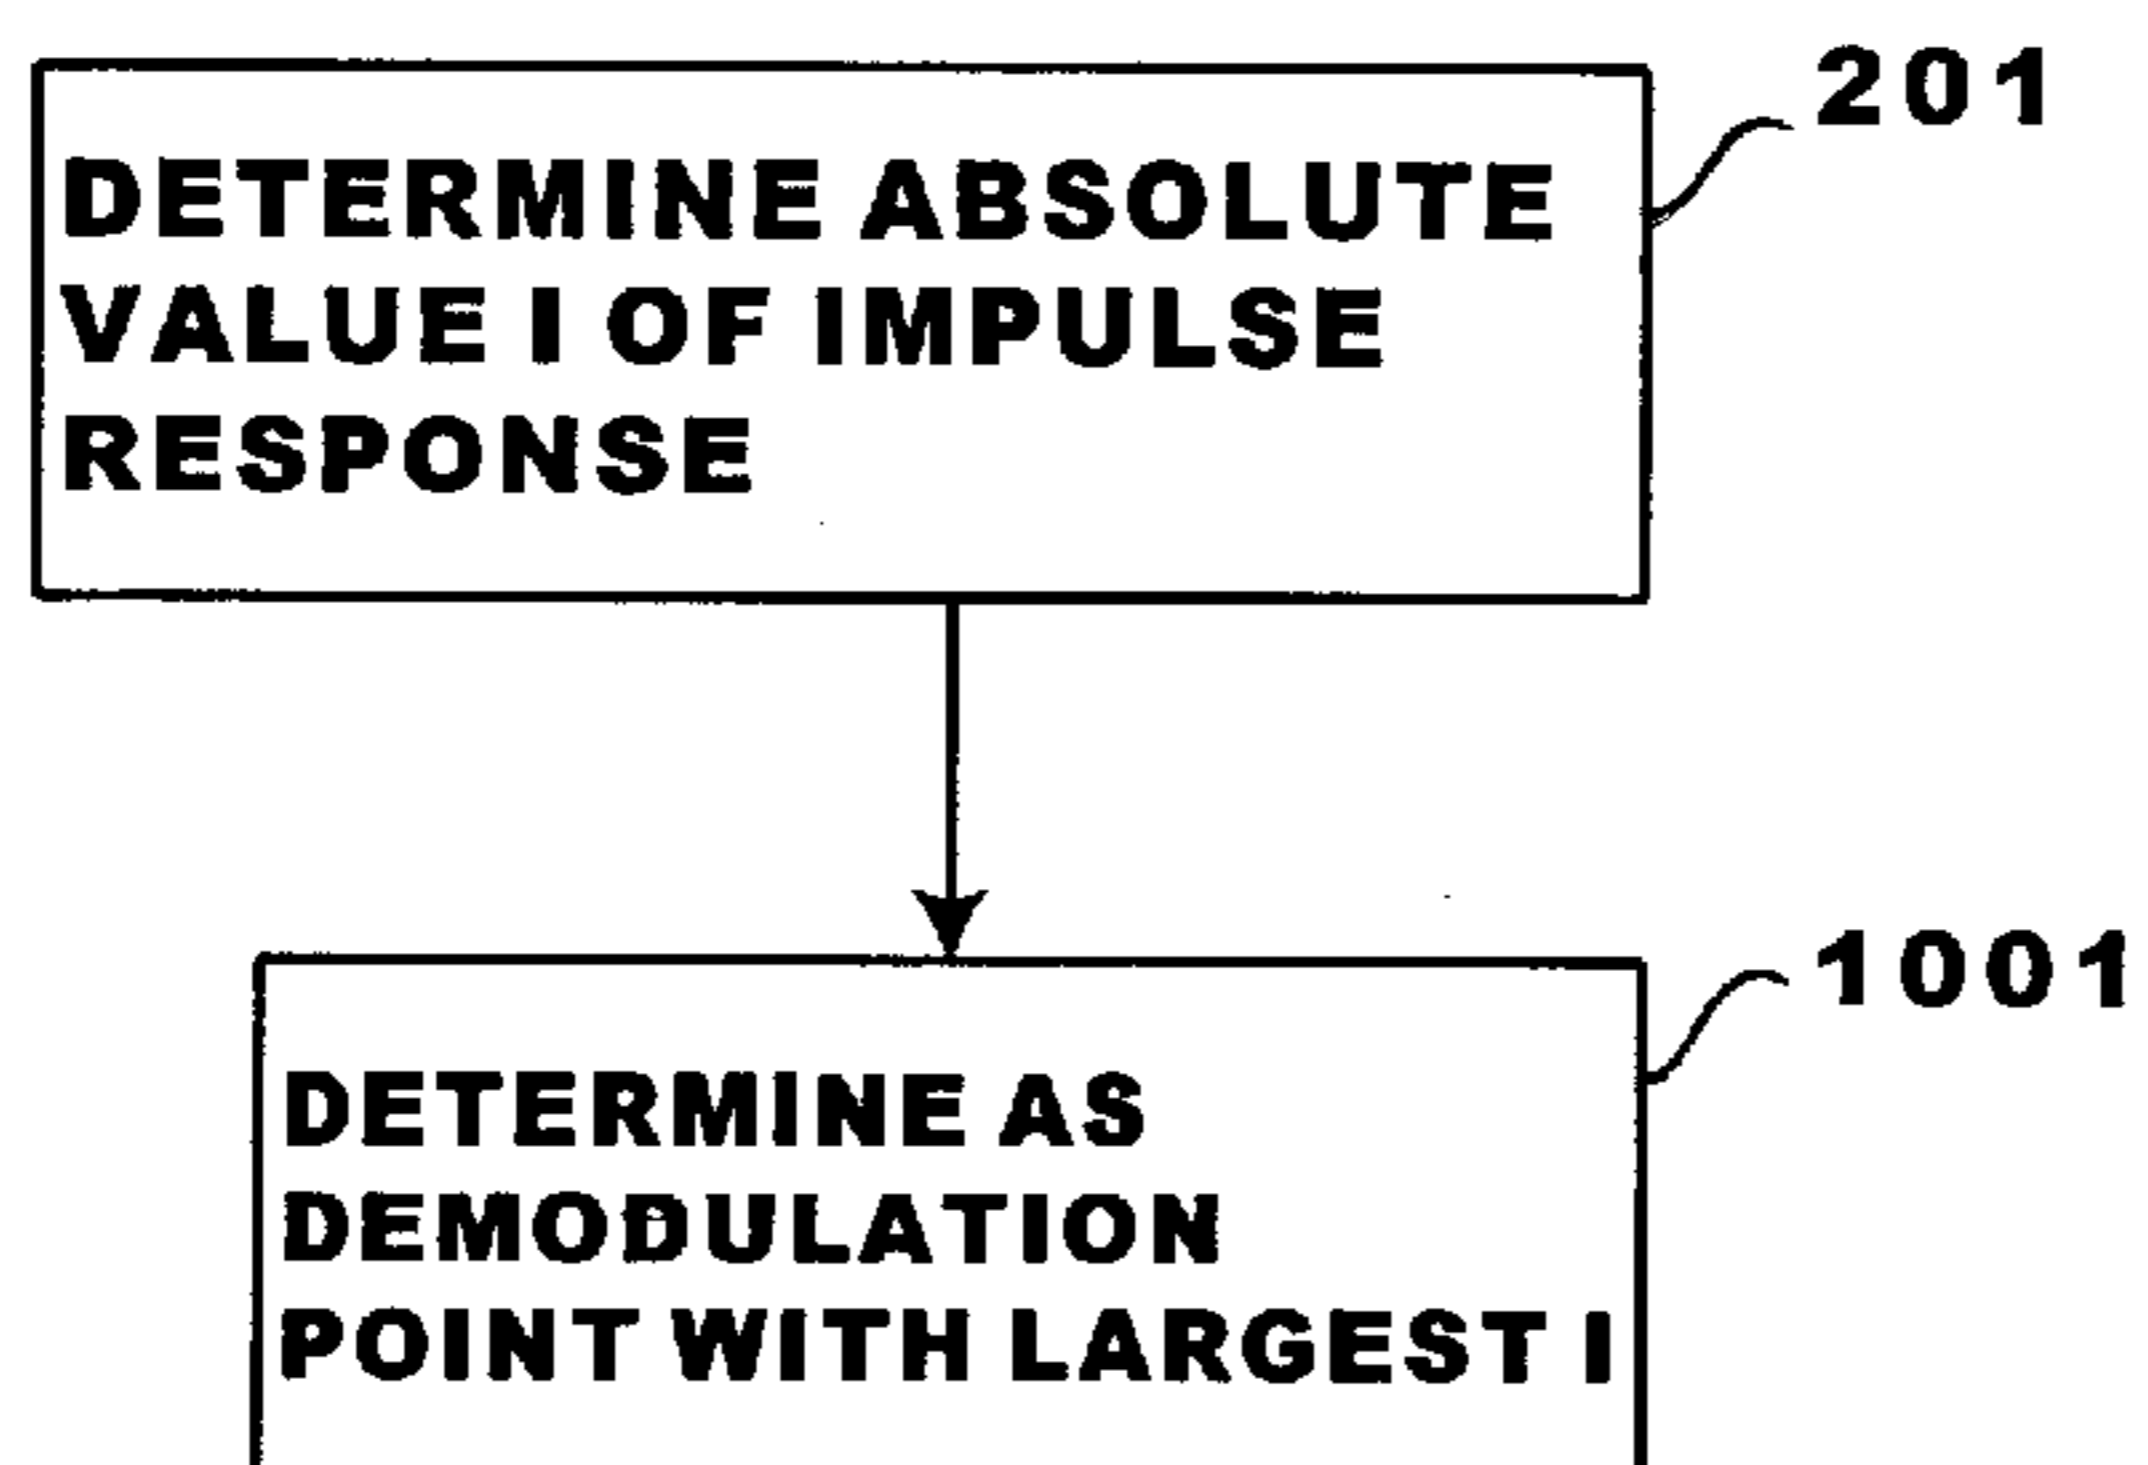 201
DETERMINE ABSOLUTE
VALUE I OF IMPULSE
RESPONSE
1001
DETERMINE AS
DEMODULATION
POINT WITH LARGEST I